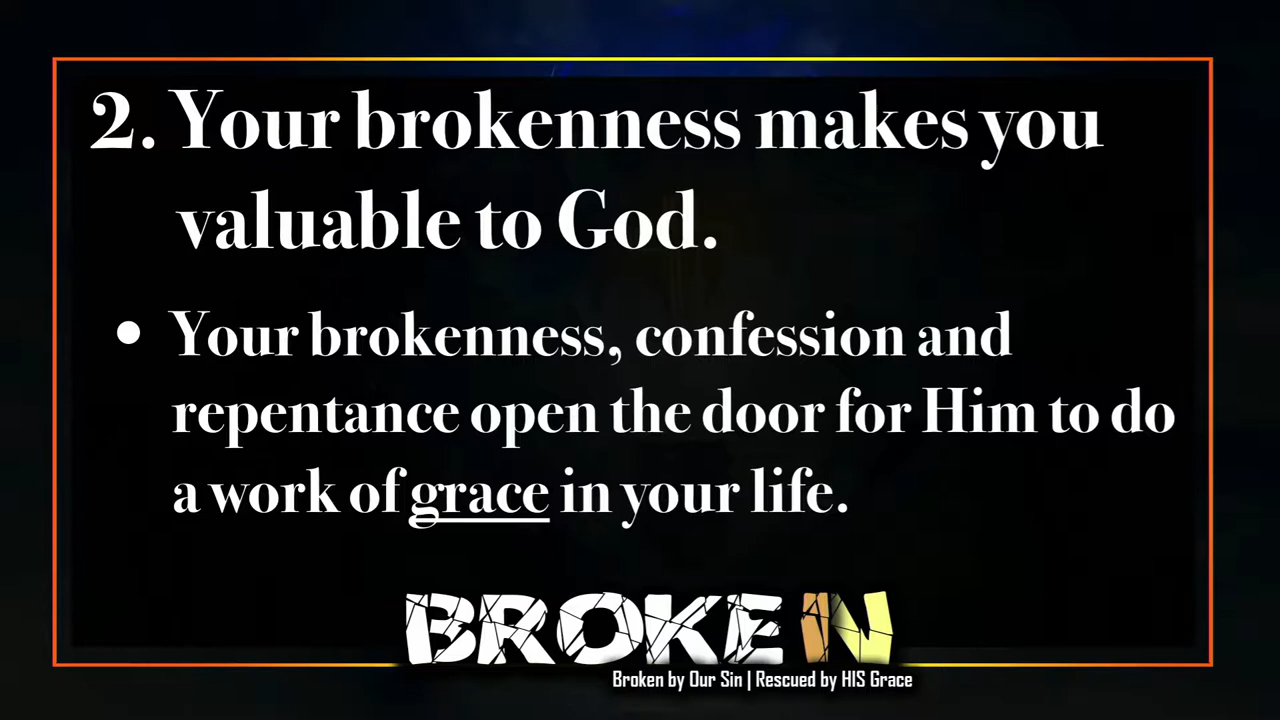 2. Your brokenness makes you
valuable to God.
• Your brokenness, confession and
repentance open the door for Him to do
a work of grace in your life.
BROKEN
Broken by Our Sin | Rescued by HIS Grace